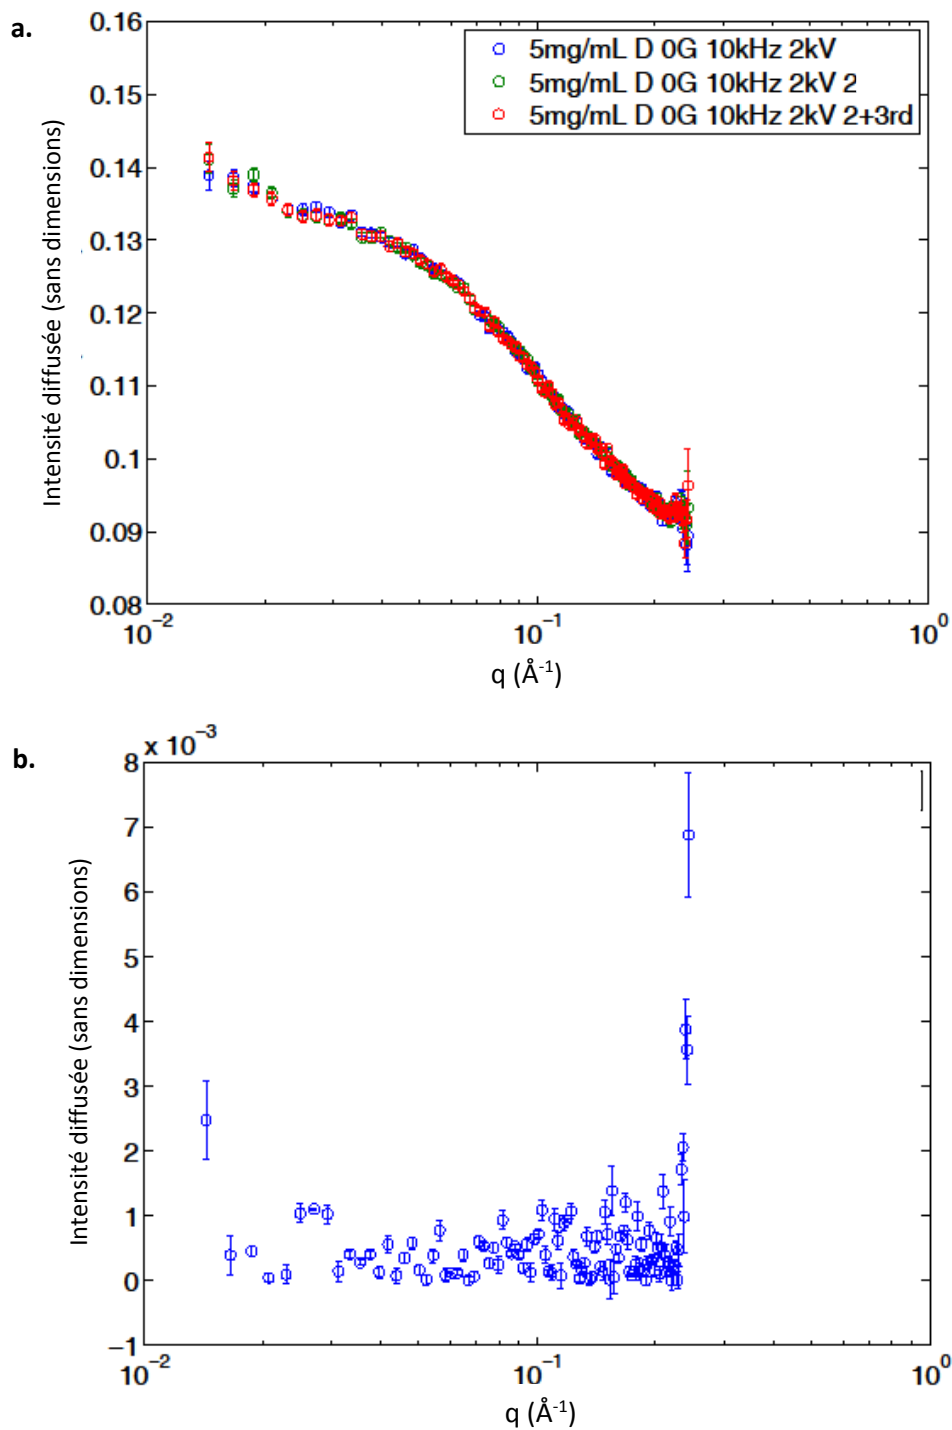 a.
0.16
0.15
0.14
0.13
0.12
0.11
0.1
0.09
0.08
Intensité diffusée (sans dimensions)
5mg/mL D 0G 10kHz 2kV
5mg/mL D 0G 10kHz 2kV 2
5mg/mL D 0G 10kHz 2kV 2+3rd
10⁻² 10⁻¹ 10⁰
q (Å⁻¹)
b.
x 10⁻³
8
7
6
5
4
3
2
1
0
−1
Intensité diffusée (sans dimensions)
10⁻² 10⁻¹ 10⁰
q (Å⁻¹)